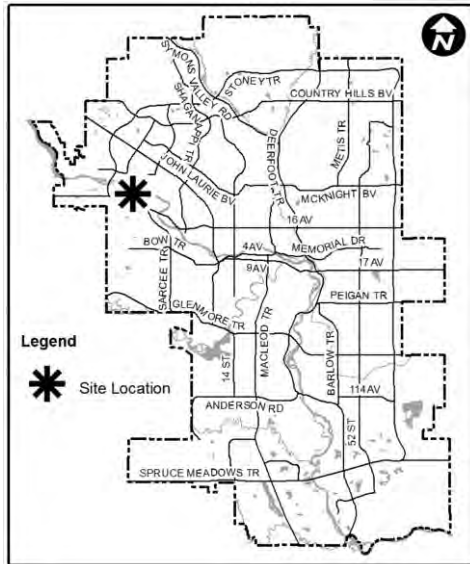 N
SYMONS VALLEY RD
SHAGANAPPI TR
STONEY TR
COUNTRY HILLS BV
DEERFOOT TR
METIS TR
JOHN LAURIE BV
MCKNIGHT BV
16 AV
BOW TR
4 AV
MEMORIAL DR
9 AV
17 AV
SARCEE TR
PEIGAN TR
GLENMORE TR
Legend
14 ST
MACLEOD TR
BARLOW TR
Site Location
114 AV
ANDERSON RD
52 ST
SPRUCE MEADOWS TR